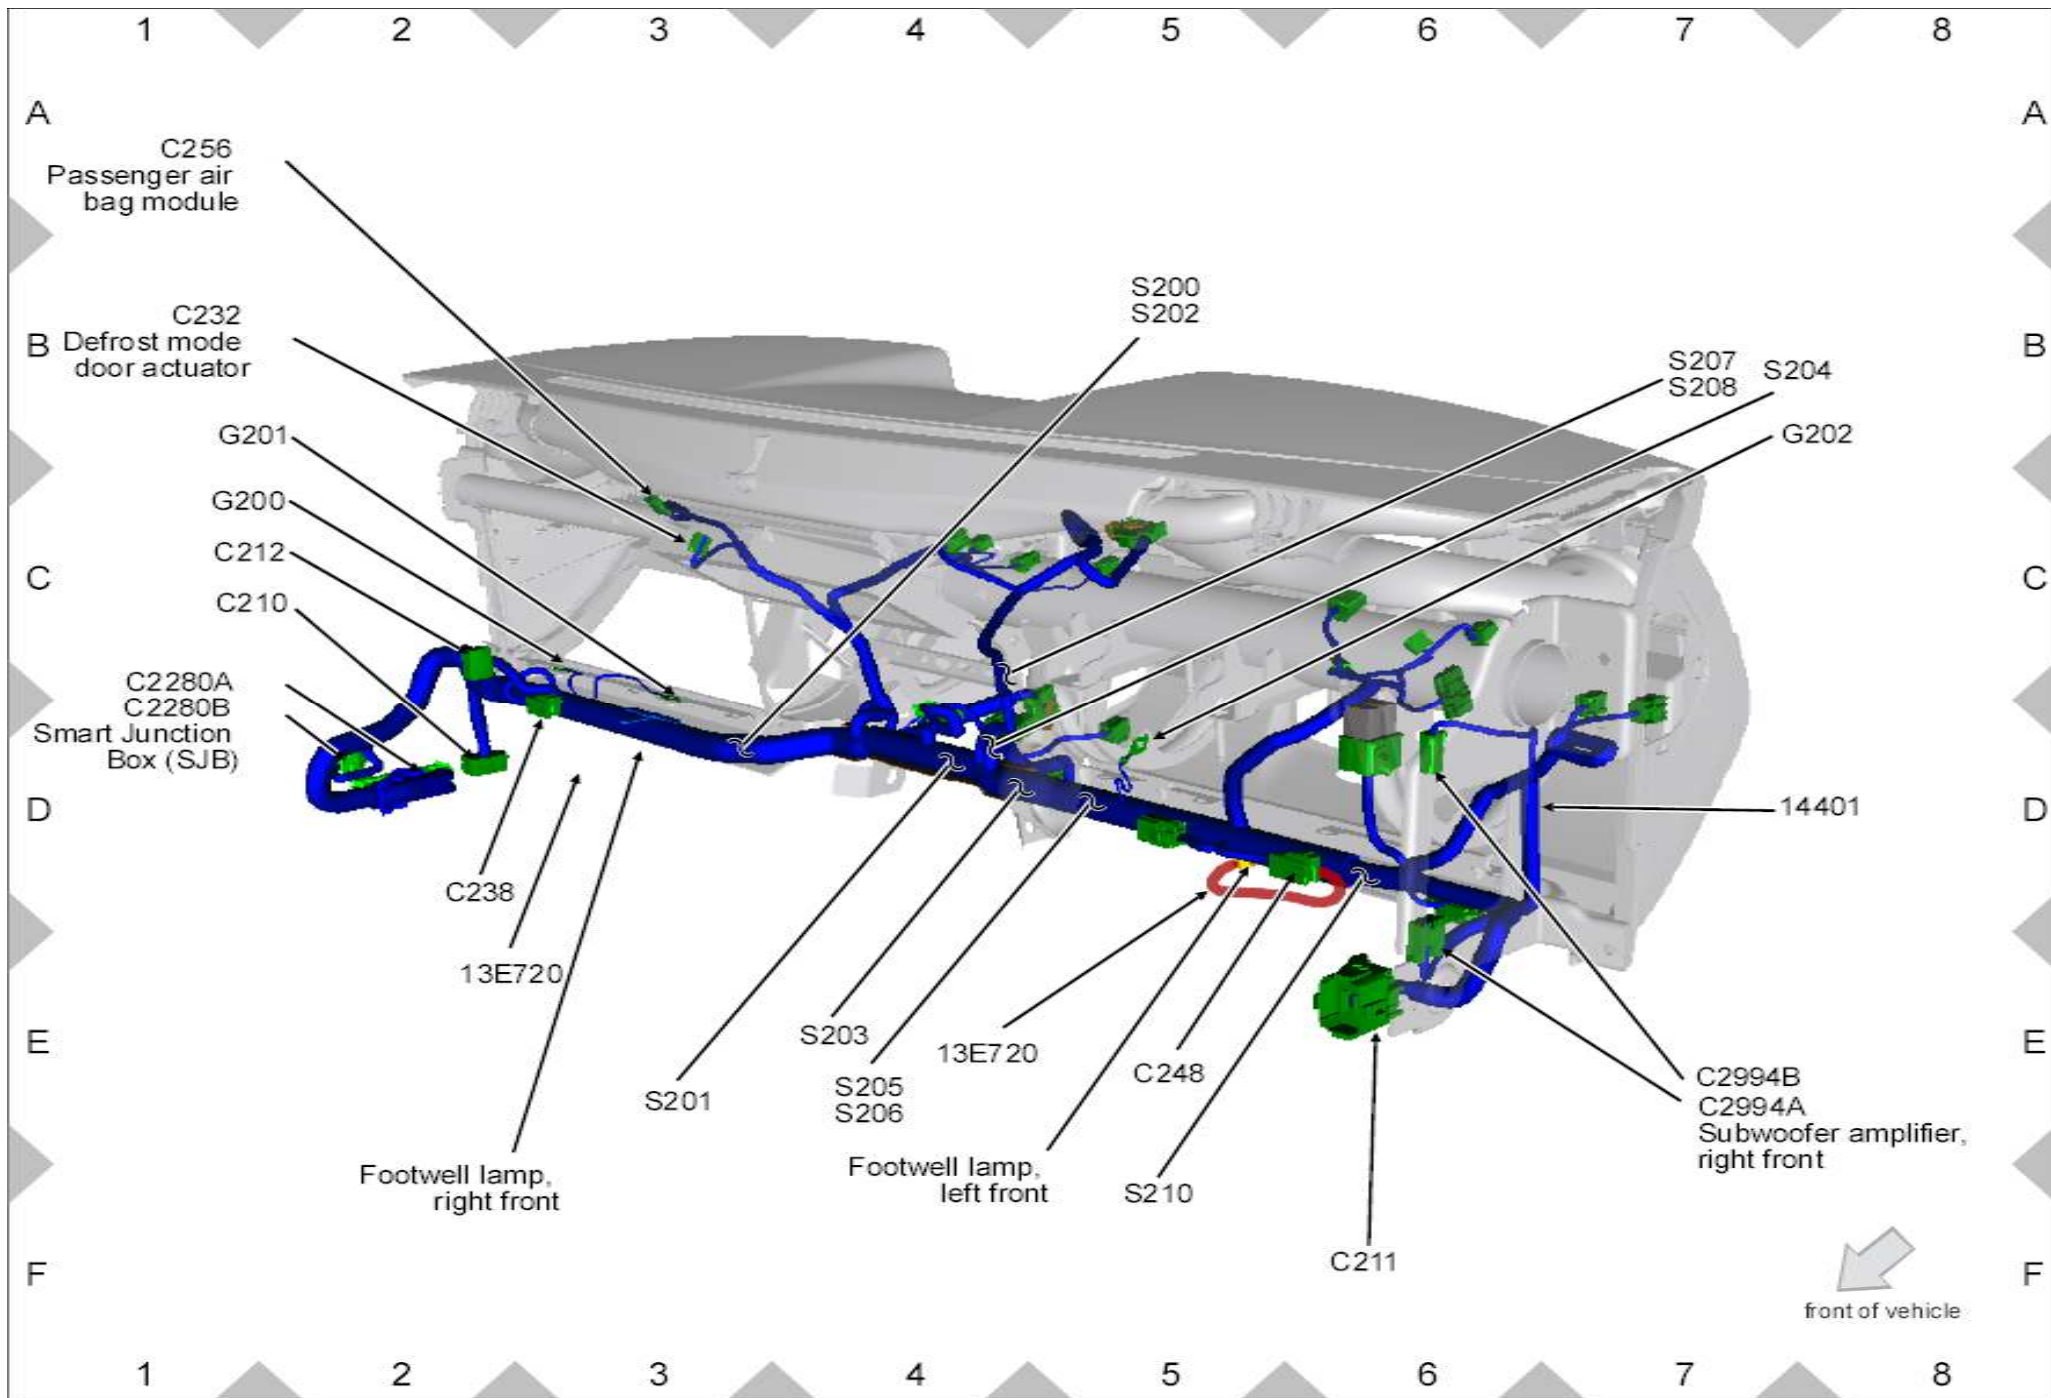 1 2 3 4 5 6 7 8
A A
C256
Passenger air
bag module
S200
S202
C232
B Defrost mode B
door actuator
S207 S204
S208
G201
G202
G200
C212
C C
C210
C2280A
C2280B
Smart Junction
Box (SJB)
D 14401 D
C238
13E720
S203
E 13E720 E
C248
S205
S206
S201
C2994B
C2994A
Subwoofer amplifier,
right front
Footwell lamp,
right front
Footwell lamp,
left front
S210
C211
F F
front of vehicle
1 2 3 4 5 6 7 8